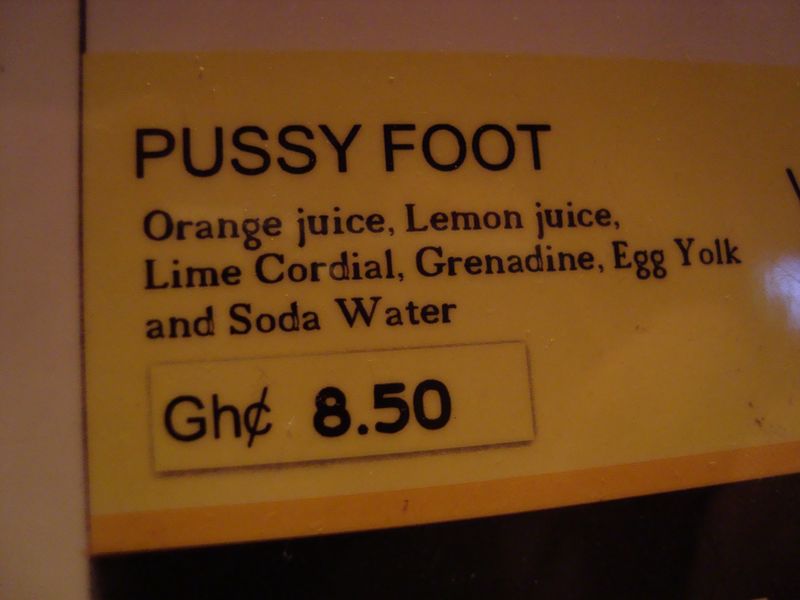 PUSSY FOOT
Orange juice, Lemon juice,
Lime Cordial, Grenadine, Egg Yolk
and Soda Water
Gh¢ 8.50